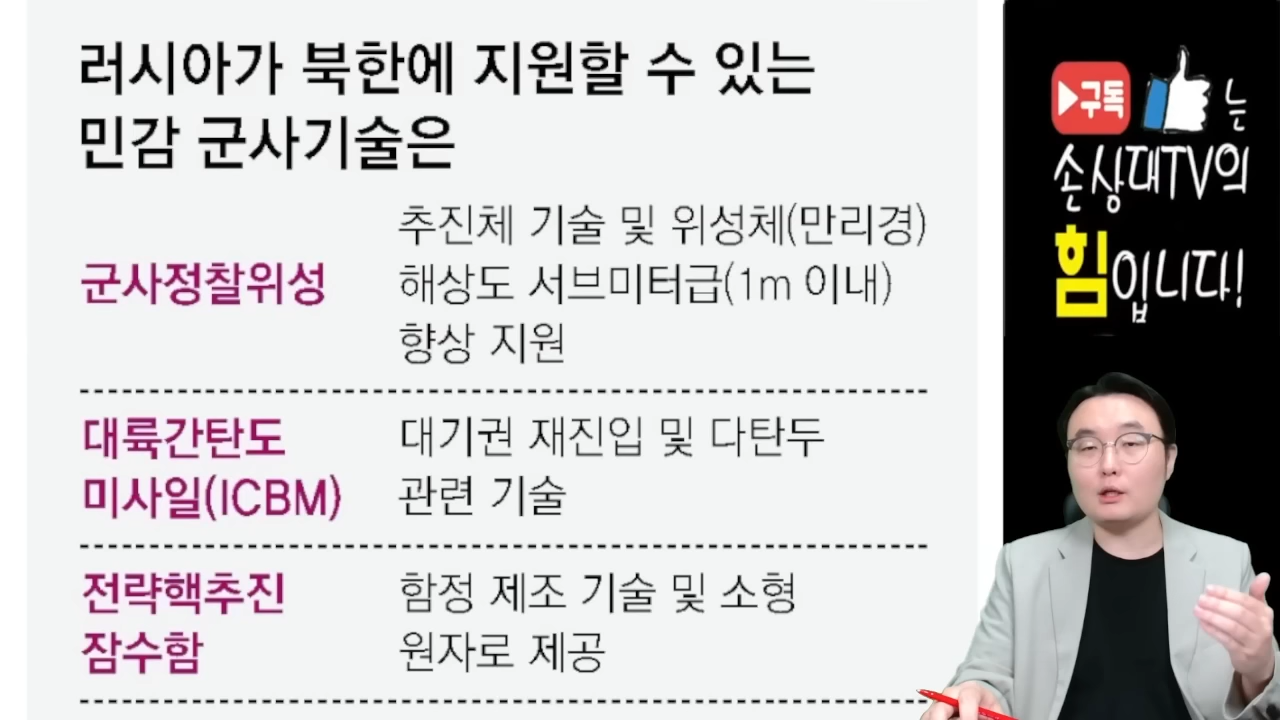 러시아가 북한에 지원할 수 있는
민감 군사기술은
군사정찰위성
추진체 기술 및 위성체(만리경)
해상도 서브미터급(1m 이내)
향상 지원
대륙간탄도
미사일(ICBM)
대기권 재진입 및 다탄두
관련 기술
전략핵추진
잠수함
함정 제조 기술 및 소형
원자로 제공
구독 는
손상대TV의
힘입니다!